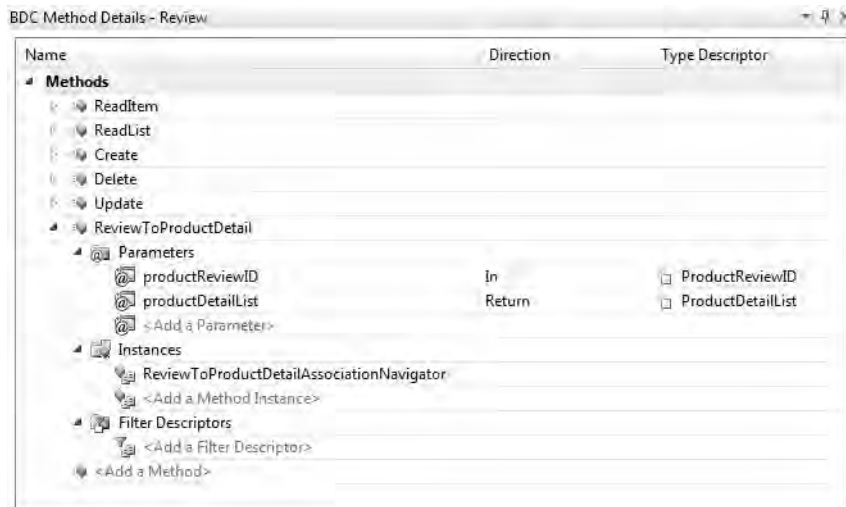 BDC Method Details - Review
Name Direction Type Descriptor
Methods
ReadItem
ReadList
Create
Delete
Update
ReviewToProductDetail
Parameters
productReviewID In ProductReviewID
productDetailList Return ProductDetailList
<Add a Parameter>
Instances
ReviewToProductDetailAssociationNavigator
<Add a Method Instance>
Filter Descriptors
<Add a Filter Descriptor>
<Add a Method>